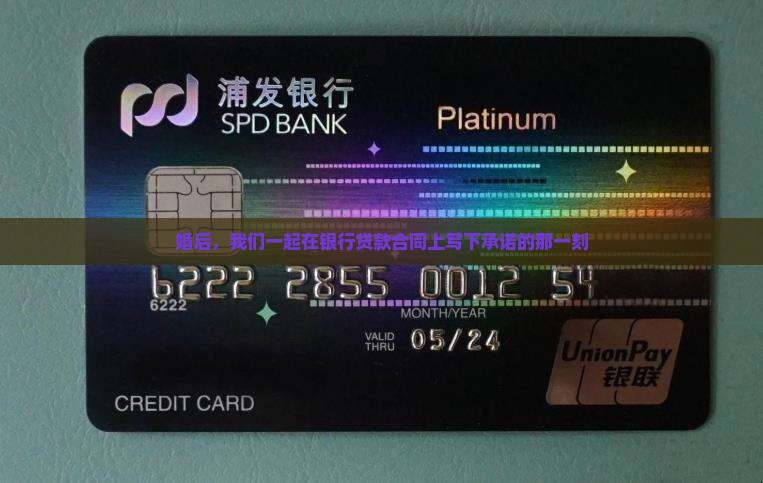 浦发银行
SPD BANK
Platinum
婚后，我们一起在银行贷款合同上写下承诺的那一刻
6222 2855 0012 54
6222
MONTH/YEAR
VALID THRU 05/24
UnionPay
银联
CREDIT CARD